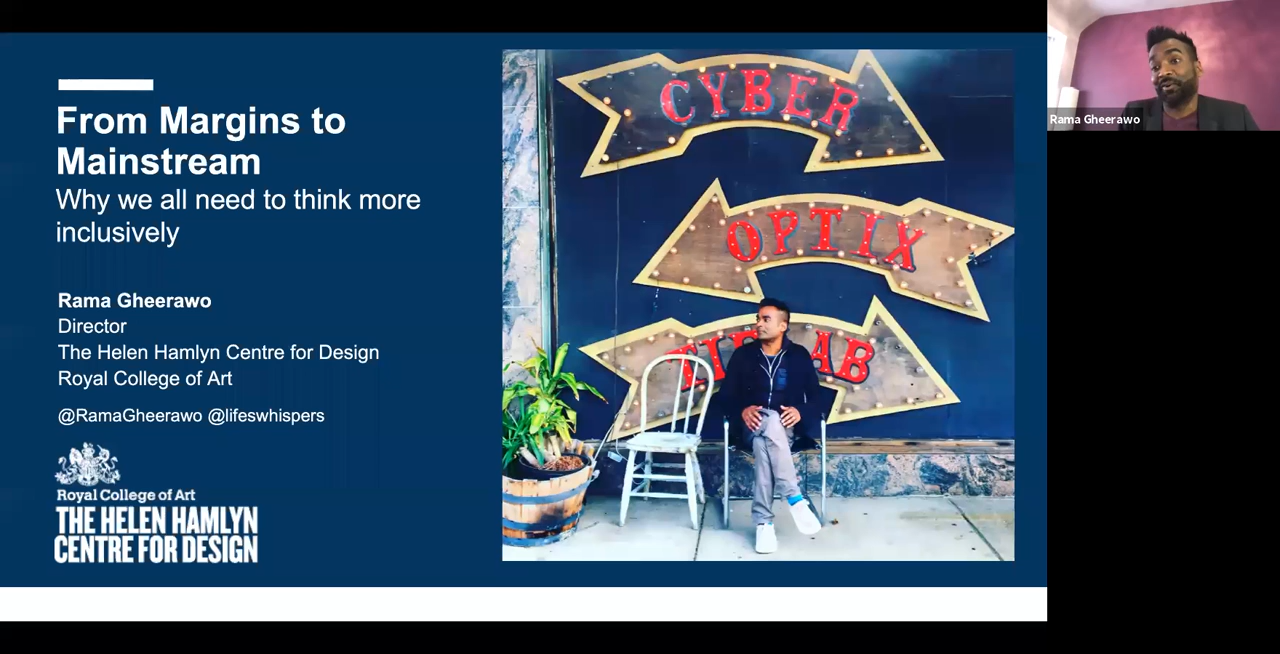 From Margins to
Mainstream
Why we all need to think more
inclusively
Rama Gheerawo
Director
The Helen Hamlyn Centre for Design
Royal College of Art
@RamaGheerawo @lifeswhispers
Royal College of Art
THE HELEN HAMLYN
CENTRE FOR DESIGN
CYBER
OPTIX
AB
Rama Gheerawo